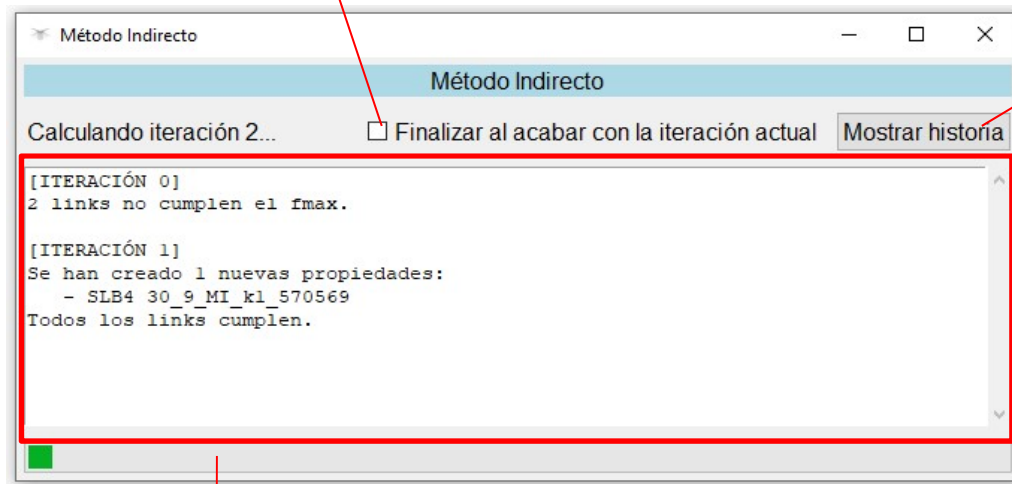 Método Indirecto
Método Indirecto
Calculando iteración 2... Finalizar al acabar con la iteración actual Mostrar historia
[ITERACIÓN 0]
2 links no cumplen el fmax.
[ITERACIÓN 1]
Se han creado 1 nuevas propiedades:
- SLB4 30_9_MI_k1_570569
Todos los links cumplen.